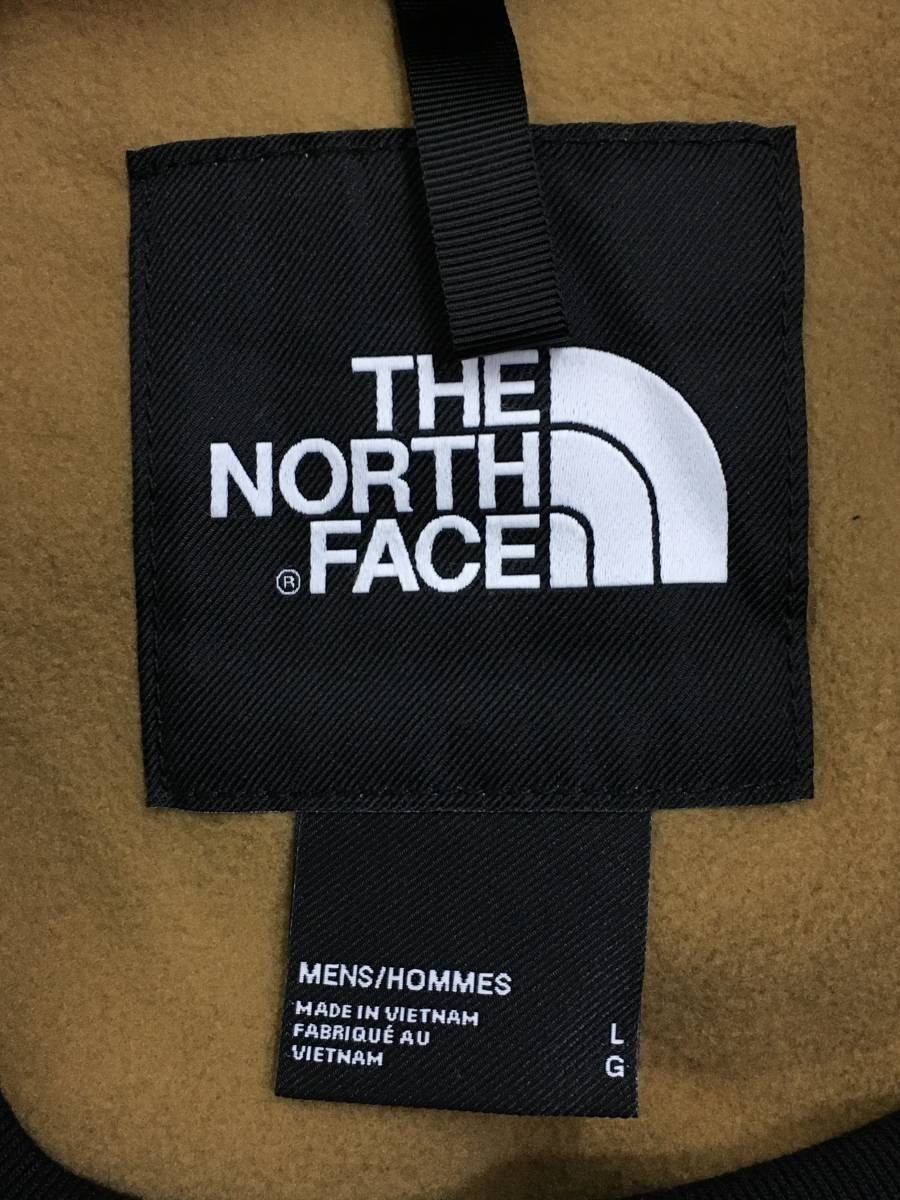 THE
NORTH
® FACE
MENS/HOMMES
MADE IN VIETNAM
FABRIQUÉ AU
VIETNAM
L
G